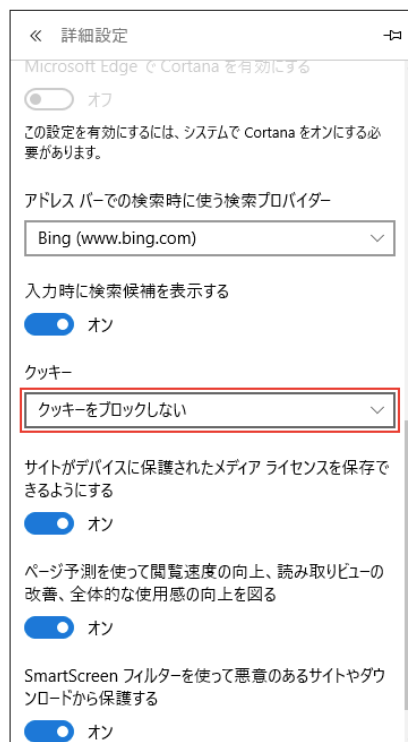 « 詳細設定
Microsoft Edge で Cortana を有効にする
オフ
この設定を有効にするには、システムで Cortana をオンにする必
要があります。
アドレス バーでの検索時に使う検索プロバイダー
Bing (www.bing.com)
入力時に検索候補を表示する
オン
クッキー
クッキーをブロックしない
サイトがデバイスに保護されたメディア ライセンスを保存で
きるようにする
オン
ページ予測を使って閲覧速度の向上、読み取りビューの
改善、全体的な使用感の向上を図る
オン
SmartScreen フィルターを使って悪意のあるサイトやダウ
ンロードから保護する
オン